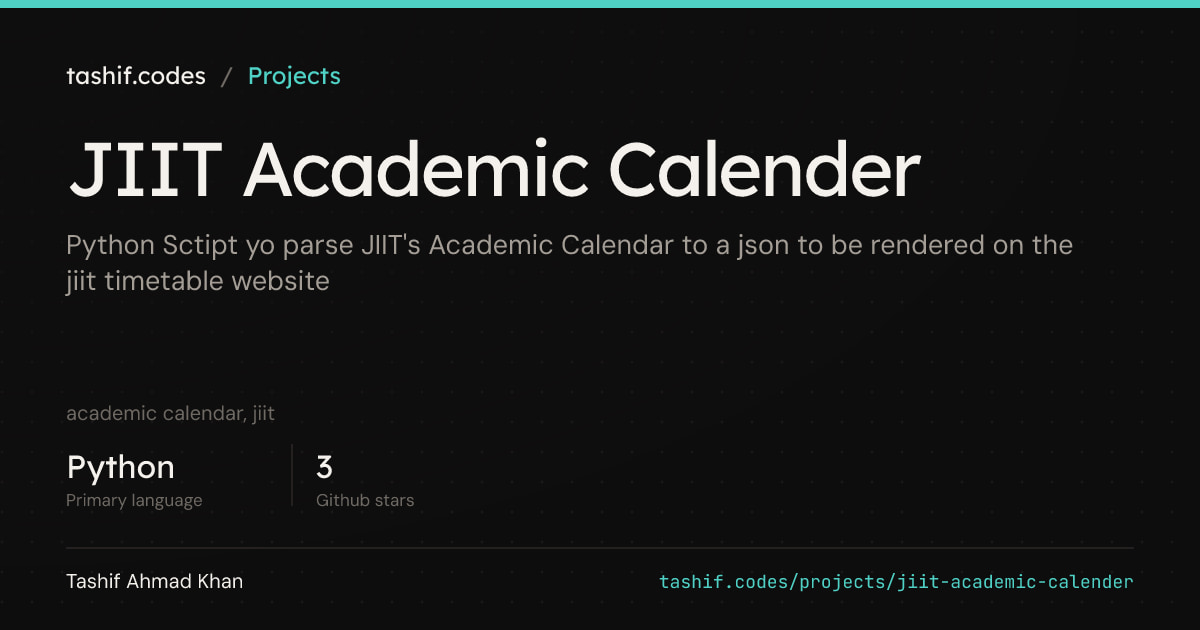 tashif.codes / Projects
JIIT Academic Calender
Python Sctipt yo parse JIIT's Academic Calendar to a json to be rendered on the
jiit timetable website
academic calendar, jiit
Python
Primary language
3
Github stars
Tashif Ahmad Khan
tashif.codes/projects/jiit-academic-calender